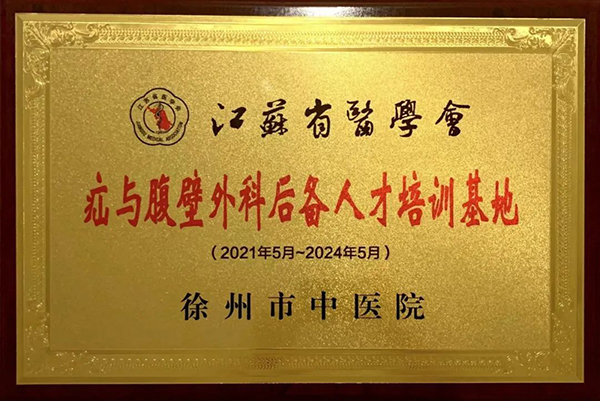 江蘇省醫學會
疝与腹壁外科后备人才培训基地
（2021年5月~2024年5月）
徐州市中医院